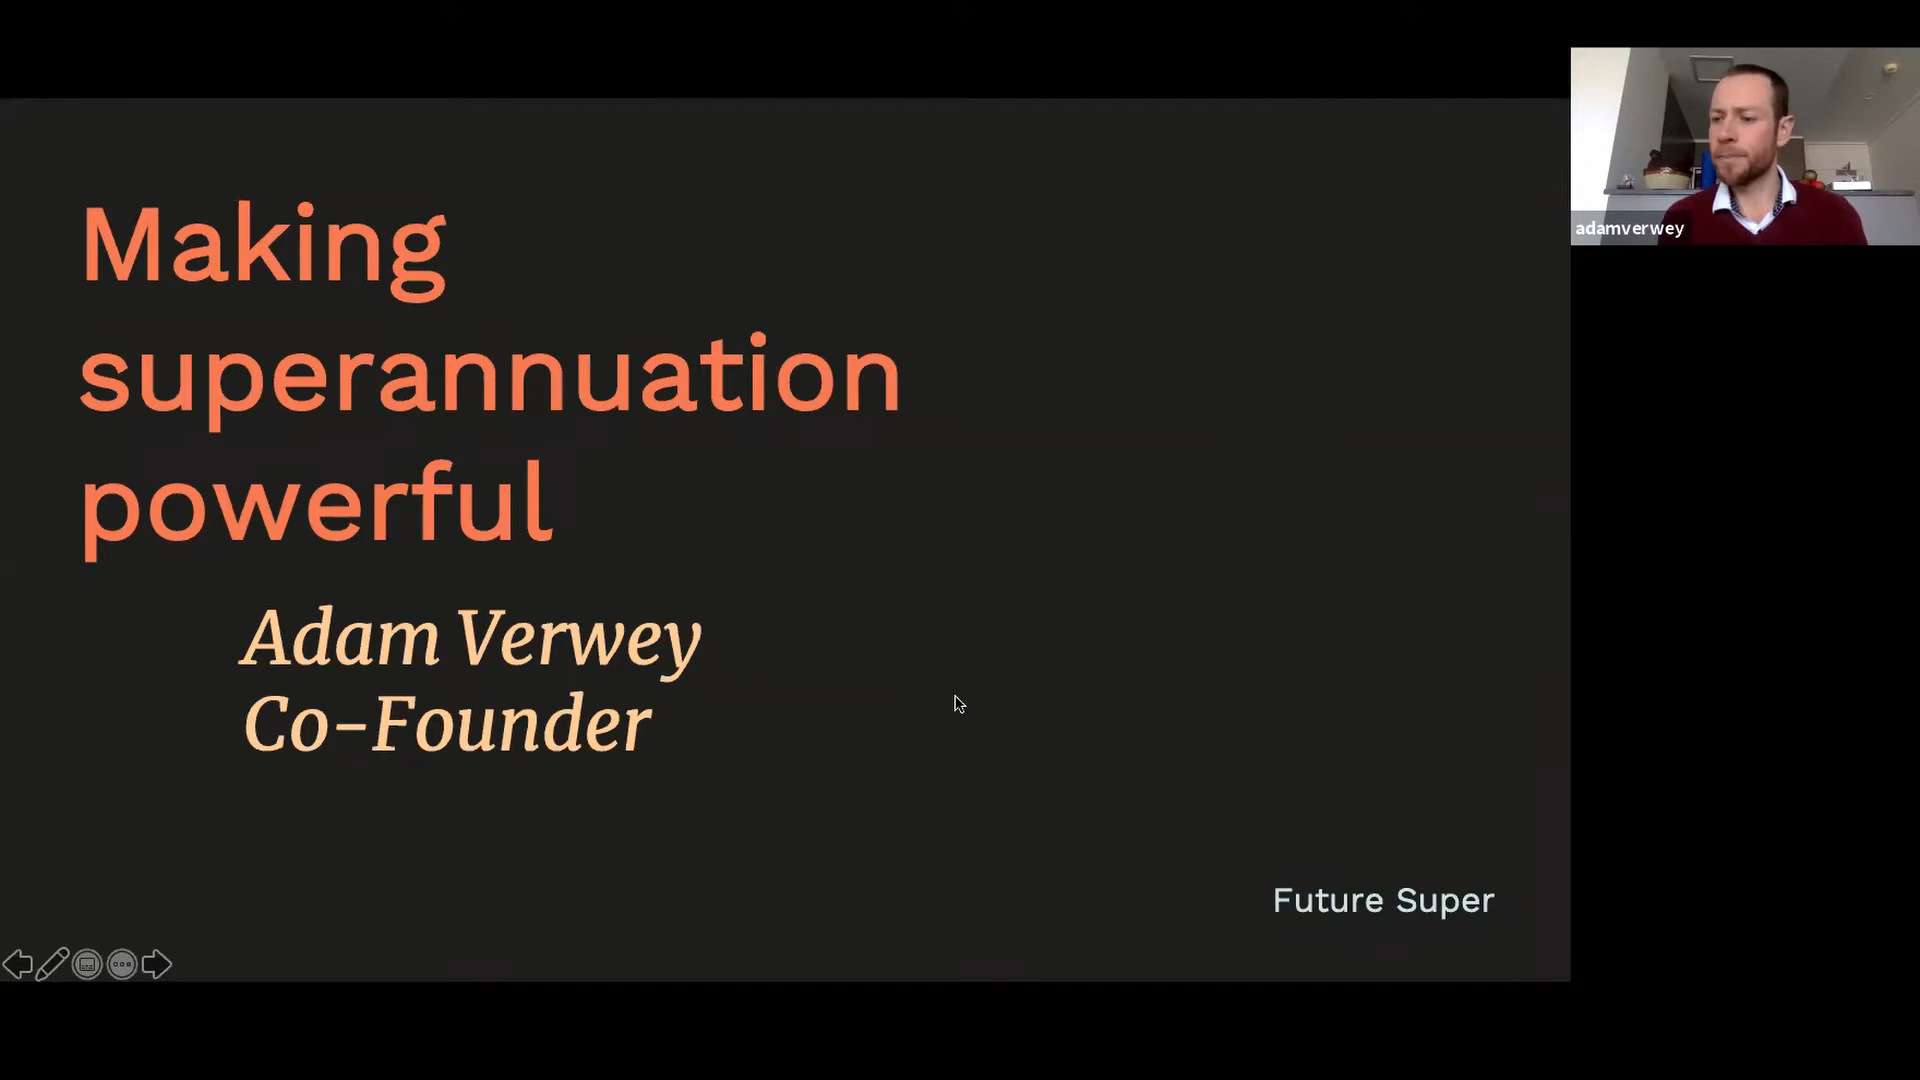 Making
superannuation
powerful
Adam Verwey
Co-Founder
Future Super
adamverwey